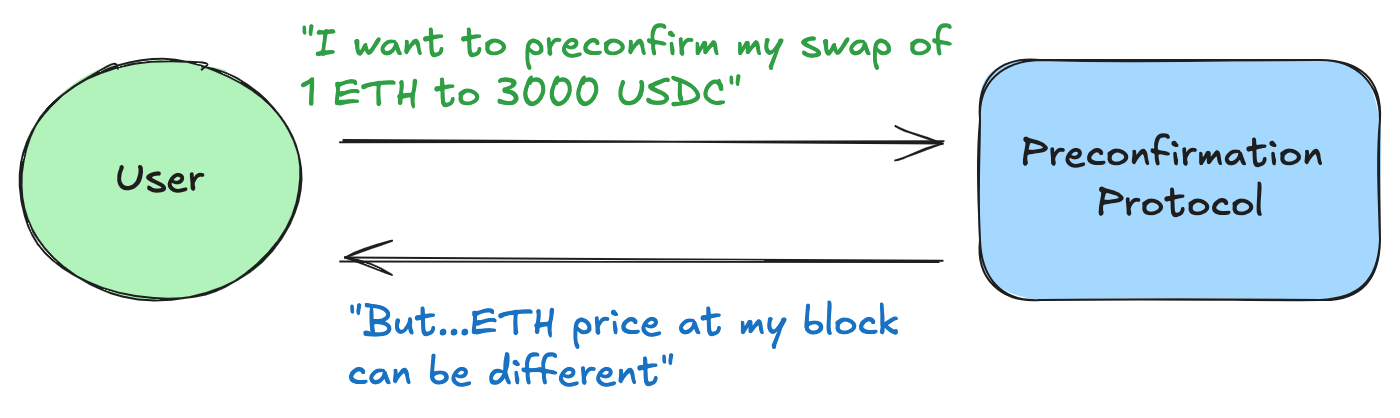 "I want to preconfirm my swap of
1 ETH to 3000 USDC"
User
Preconfirmation
Protocol
"But...ETH price at my block
can be different"